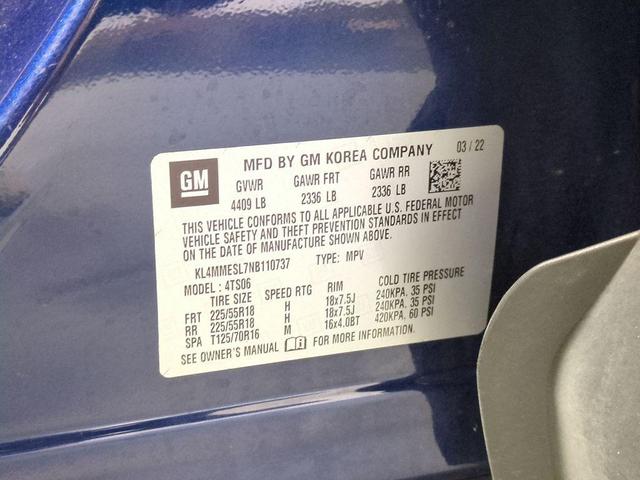 GM
MFD BY GM KOREA COMPANY 03 / 22
GVWR GAWR FRT GAWR RR
4409 LB 2336 LB 2336 LB
THIS VEHICLE CONFORMS TO ALL APPLICABLE U.S. FEDERAL MOTOR
VEHICLE SAFETY AND THEFT PREVENTION STANDARDS IN EFFECT
ON THE DATE OF MANUFACTURE SHOWN ABOVE.
KL4MMESL7NB110737 TYPE: MPV
MODEL : 4TS06
TIRE SIZE SPEED RTG RIM COLD TIRE PRESSURE
FRT 225/55R18 H 18x7.5J 240KPA, 35 PSI
RR 225/55R18 H 18x7.5J 240KPA, 35 PSI
SPA T125/70R16 M 16x4.0BT 420KPA, 60 PSI
SEE OWNER'S MANUAL FOR MORE INFORMATION.